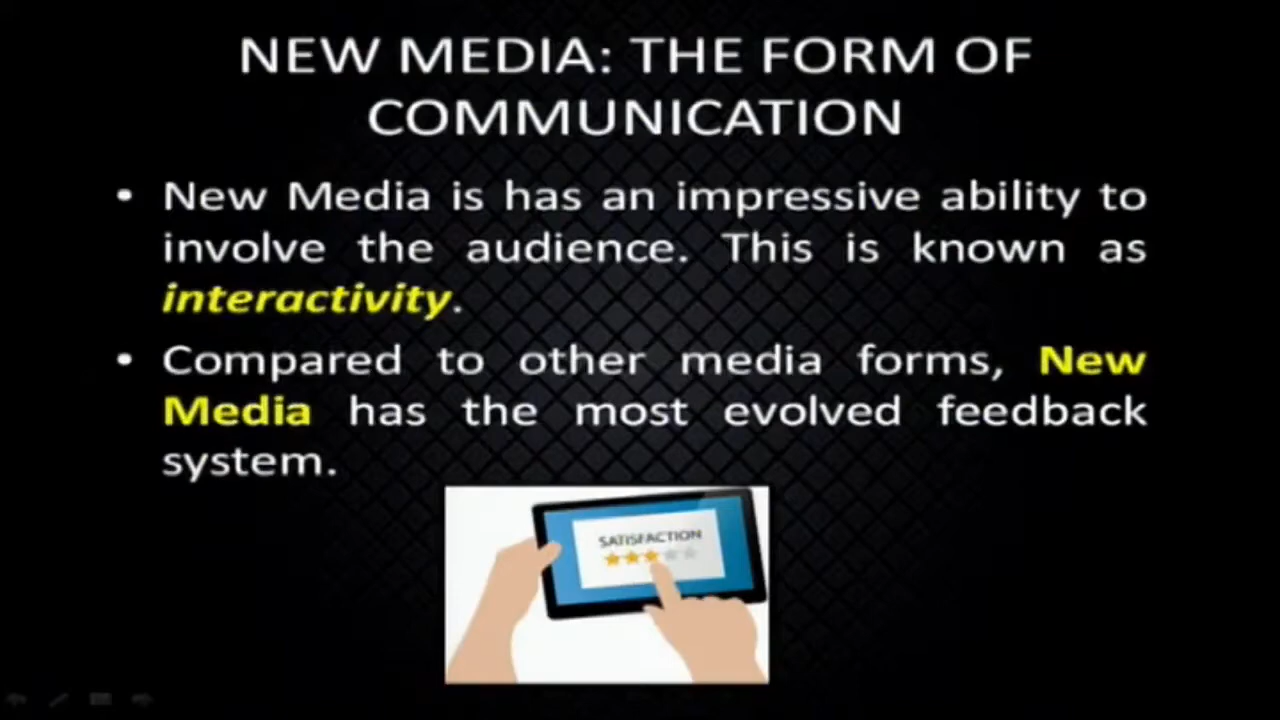 NEW MEDIA: THE FORM OF
COMMUNICATION
• New Media is has an impressive ability to
involve the audience. This is known as
interactivity.
• Compared to other media forms, New
Media has the most evolved feedback
system.
SATISFACTION